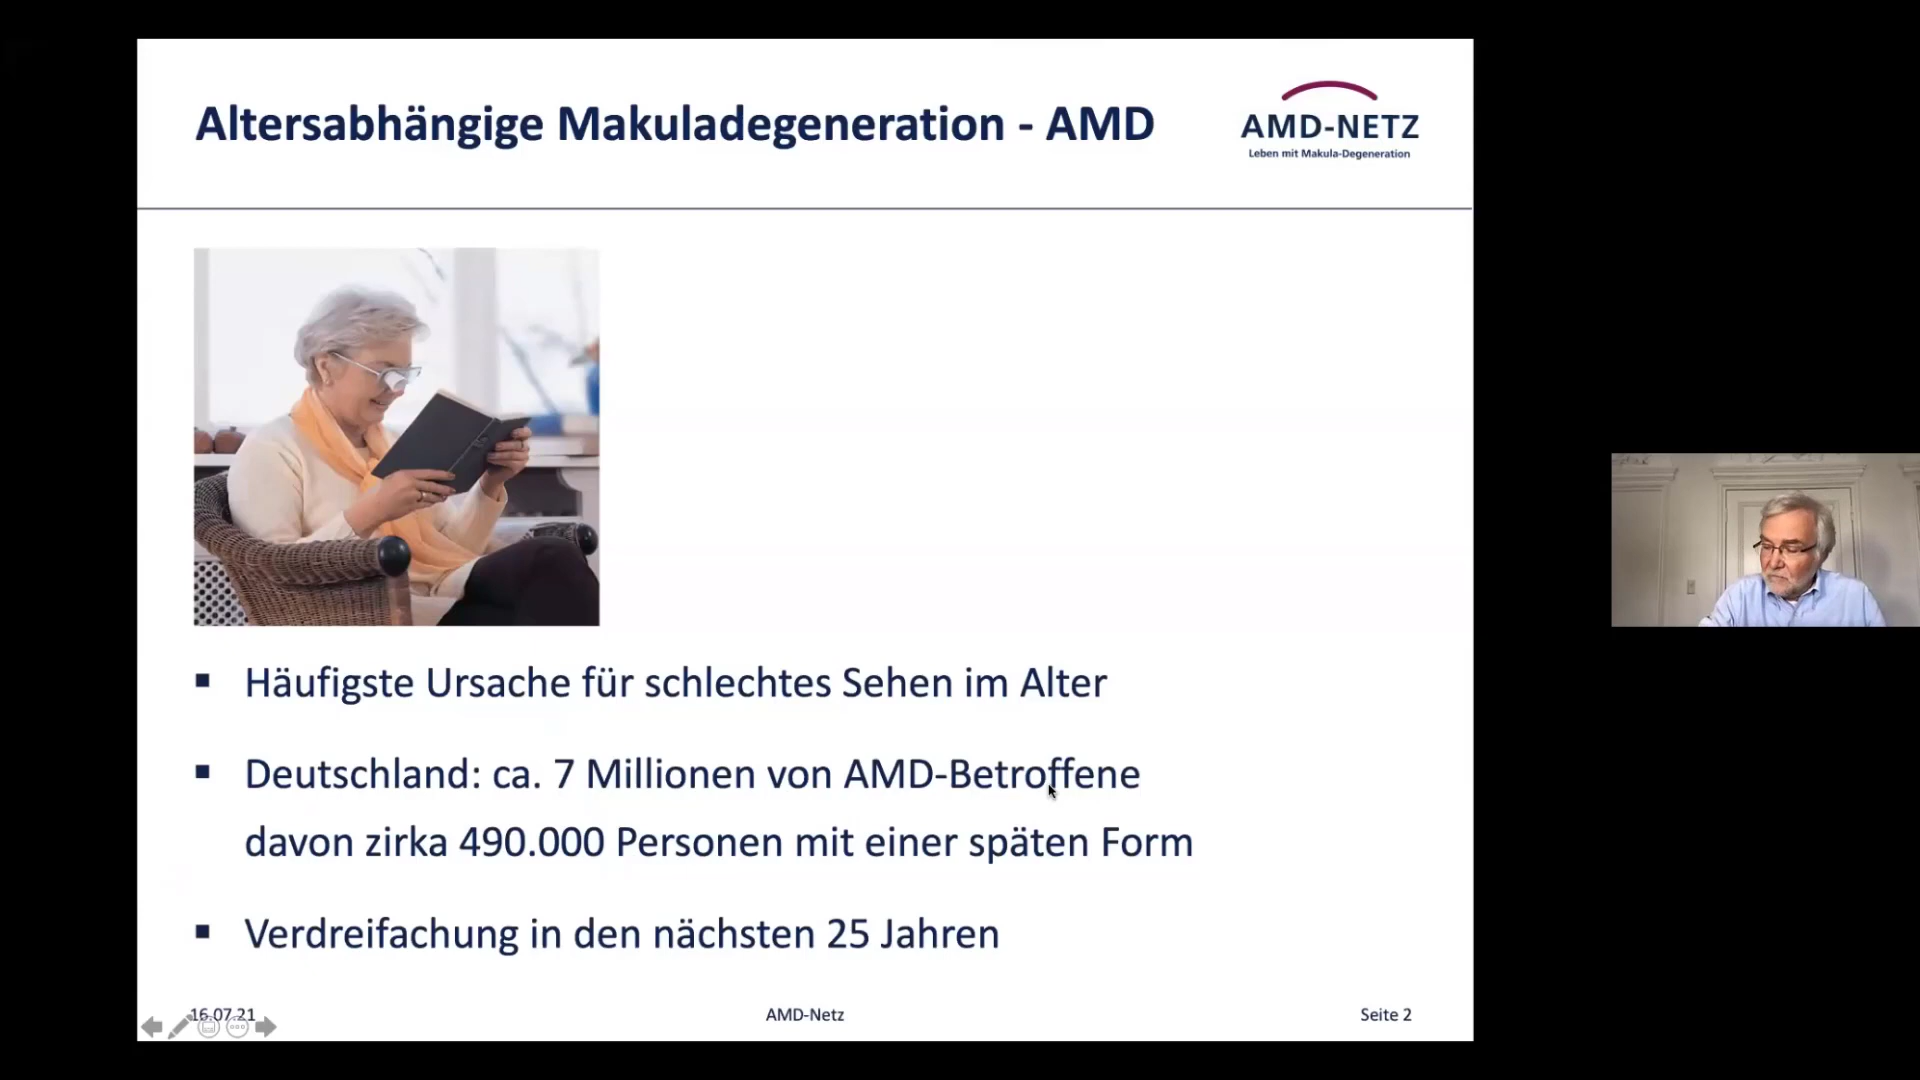 Altersabhängige Makuladegeneration - AMD
AMD-NETZ
Leben mit Makula-Degeneration
▪ Häufigste Ursache für schlechtes Sehen im Alter
▪ Deutschland: ca. 7 Millionen von AMD-Betroffene
davon zirka 490.000 Personen mit einer späten Form
▪ Verdreifachung in den nächsten 25 Jahren
16.07.21
AMD-Netz
Seite 2